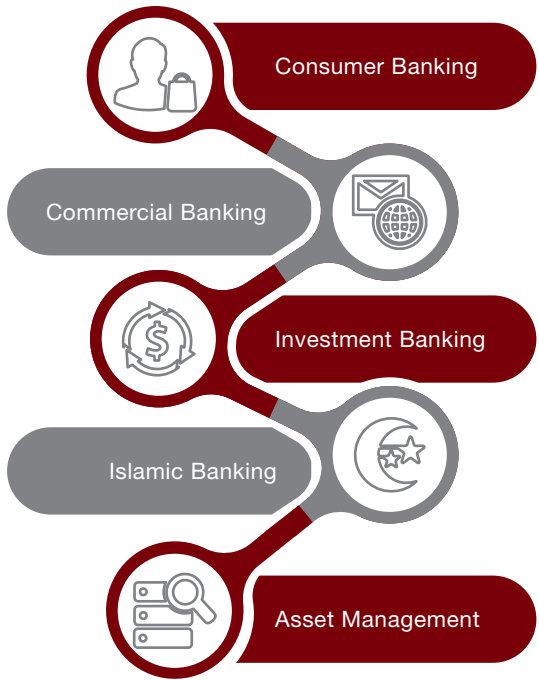 Consumer Banking
Commercial Banking
Investment Banking
Islamic Banking
Asset Management